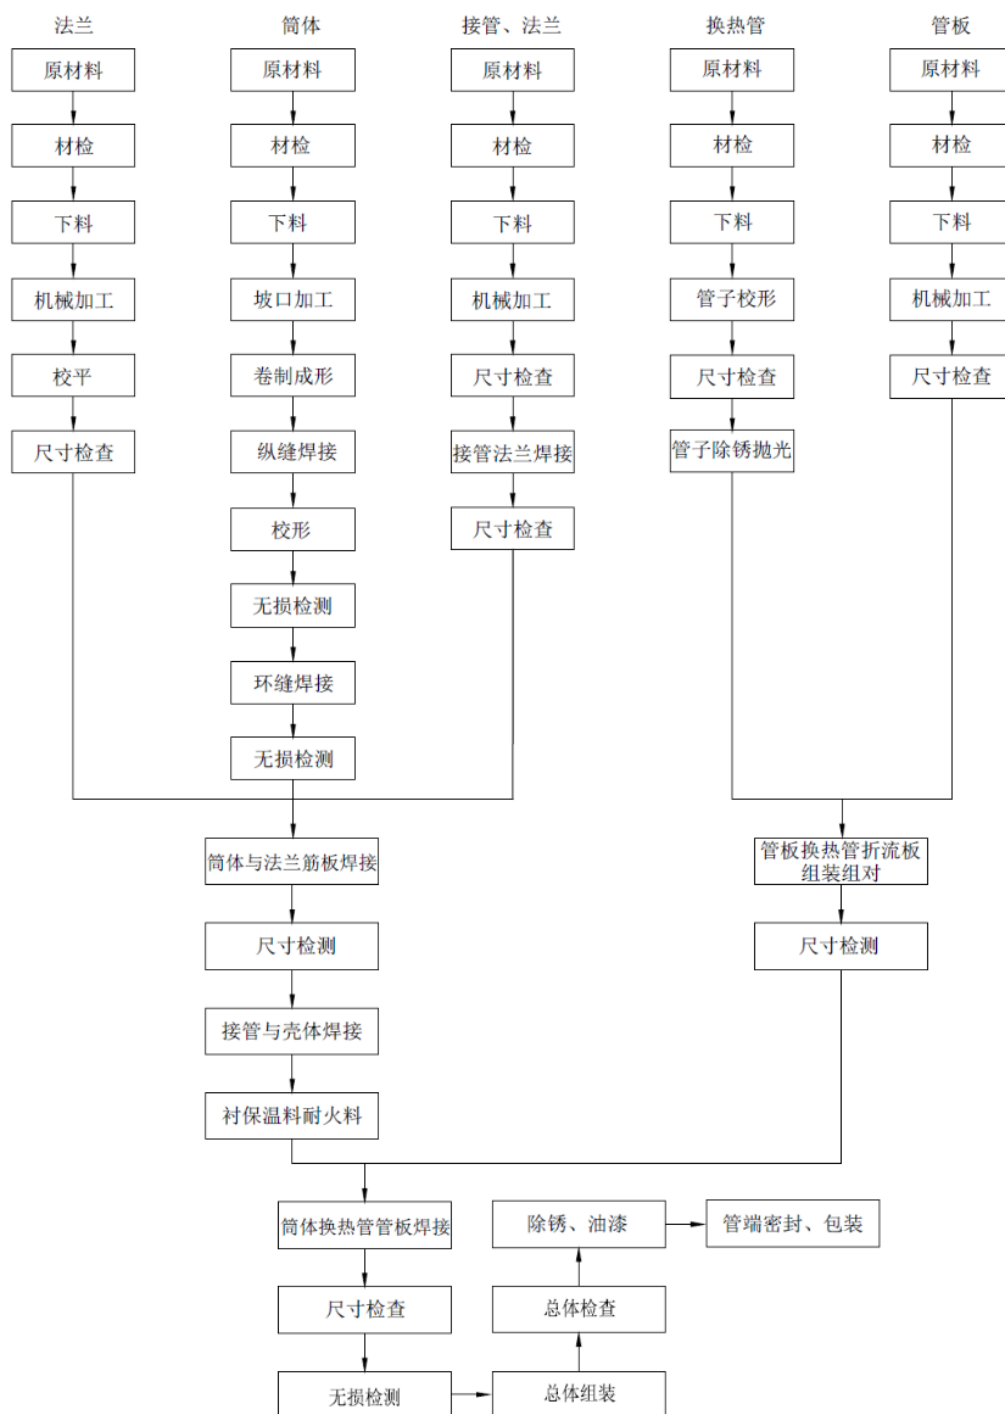 法兰
筒体
接管、法兰
换热管
管板
原材料
原材料
原材料
原材料
原材料
材检
材检
材检
材检
材检
下料
下料
下料
下料
下料
机械加工
坡口加工
机械加工
管子校形
机械加工
校平
卷制成形
尺寸检查
尺寸检查
尺寸检查
尺寸检查
纵缝焊接
接管法兰焊接
管子除锈抛光
校形
尺寸检查
无损检测
环缝焊接
无损检测
筒体与法兰筋板焊接
管板换热管折流板
组装组对
尺寸检测
尺寸检测
接管与壳体焊接
衬保温料耐火料
筒体换热管管板焊接
除锈、油漆
管端密封、包装
尺寸检查
总体检查
无损检测
总体组装